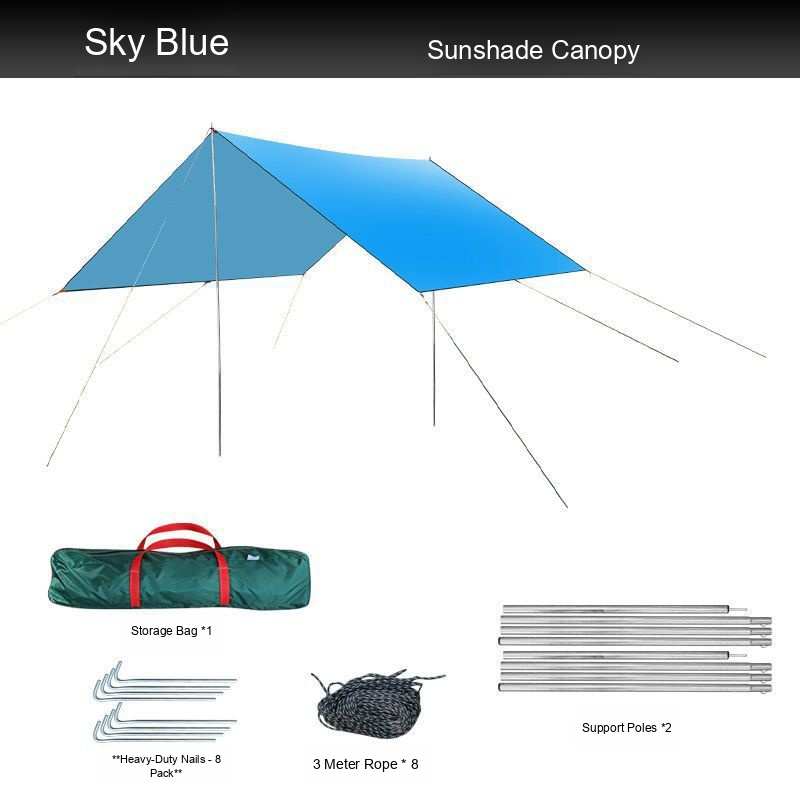 Sky Blue
Sunshade Canopy
Storage Bag *1
**Heavy-Duty Nails - 8
Pack**
3 Meter Rope * 8
Support Poles *2